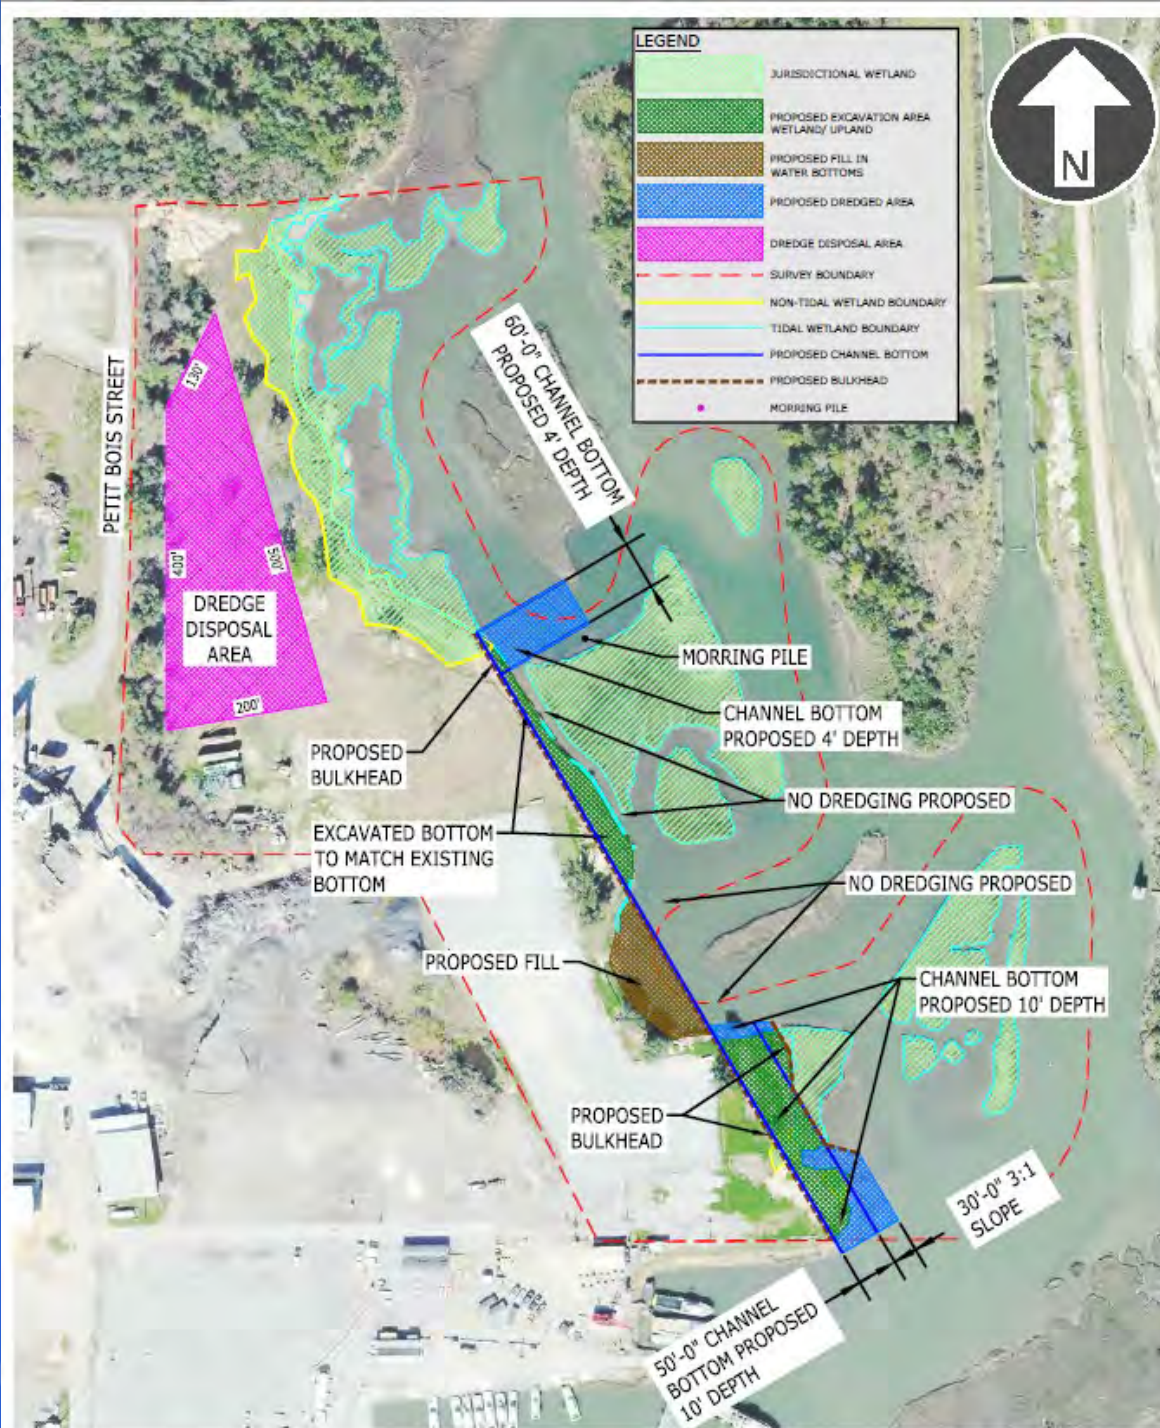 LEGEND
JURISDICTIONAL WETLAND
PROPOSED EXCAVATION AREA
WETLAND/ UPLAND
PROPOSED FILL IN
WATER BOTTOMS
PROPOSED DREDGED AREA
DREDGE DISPOSAL AREA
SURVEY BOUNDARY
NON-TIDAL WETLAND BOUNDARY
TIDAL WETLAND BOUNDARY
PROPOSED CHANNEL BOTTOM
PROPOSED BULKHEAD
MORRING PILE
N
60'-0" CHANNEL BOTTOM
PROPOSED 4' DEPTH
PETIT BOIS STREET
130'
400'
500'
DREDGE
DISPOSAL
AREA
200'
MORRING PILE
CHANNEL BOTTOM
PROPOSED 4' DEPTH
PROPOSED
BULKHEAD
NO DREDGING PROPOSED
EXCAVATED BOTTOM
TO MATCH EXISTING
BOTTOM
NO DREDGING PROPOSED
PROPOSED FILL
CHANNEL BOTTOM
PROPOSED 10' DEPTH
PROPOSED
BULKHEAD
30'-0" 3:1
SLOPE
50'-0" CHANNEL
BOTTOM PROPOSED
10' DEPTH